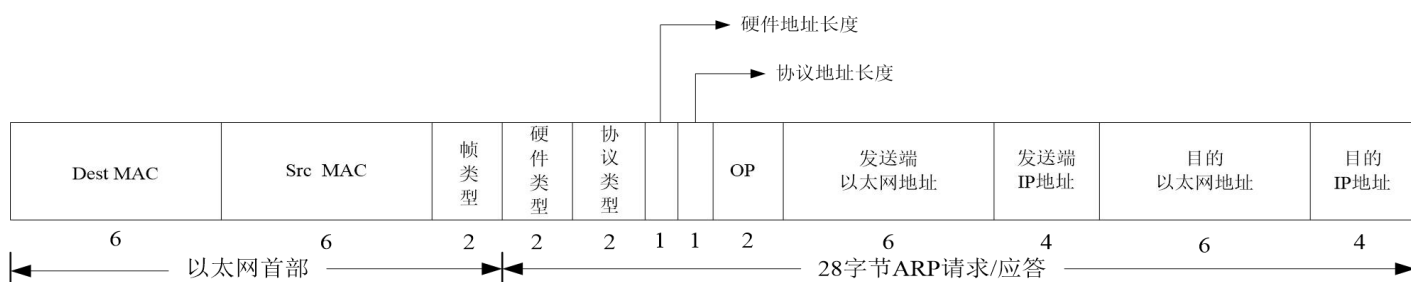 硬件地址长度
协议地址长度
Dest MAC
Src MAC
帧类型
硬件类型
协议类型
OP
发送端
以太网地址
发送端
IP地址
目的
以太网地址
目的
IP地址
6
6
2
2
2
1
1
2
6
4
6
4
以太网首部
28字节ARP请求/应答